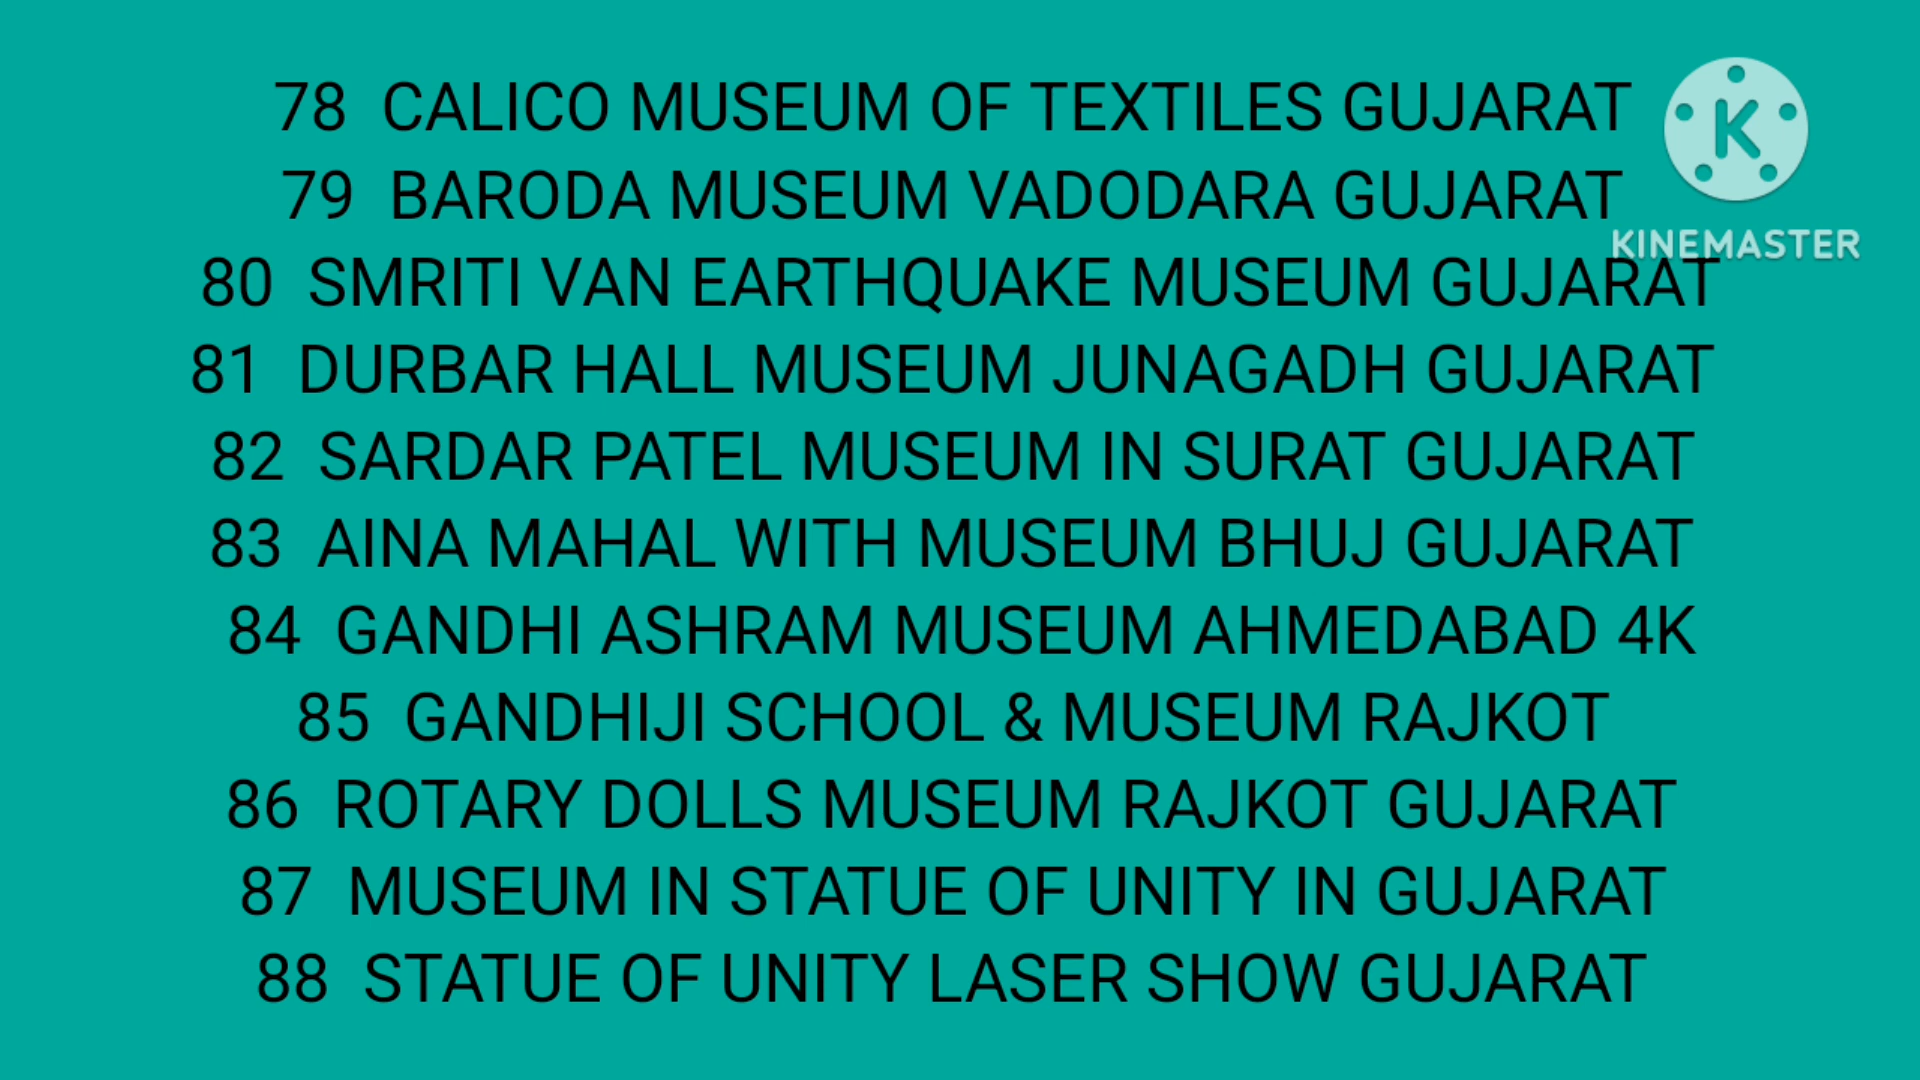 78 CALICO MUSEUM OF TEXTILES GUJARAT
79 BARODA MUSEUM VADODARA GUJARAT
K
KINEMASTER
80 SMRITI VAN EARTHQUAKE MUSEUM GUJARAT
81 DURBAR HALL MUSEUM JUNAGADH GUJARAT
82 SARDAR PATEL MUSEUM IN SURAT GUJARAT
83 AINA MAHAL WITH MUSEUM BHUJ GUJARAT
84 GANDHI ASHRAM MUSEUM AHMEDABAD 4K
85 GANDHIJI SCHOOL & MUSEUM RAJKOT
86 ROTARY DOLLS MUSEUM RAJKOT GUJARAT
87 MUSEUM IN STATUE OF UNITY IN GUJARAT
88 STATUE OF UNITY LASER SHOW GUJARAT